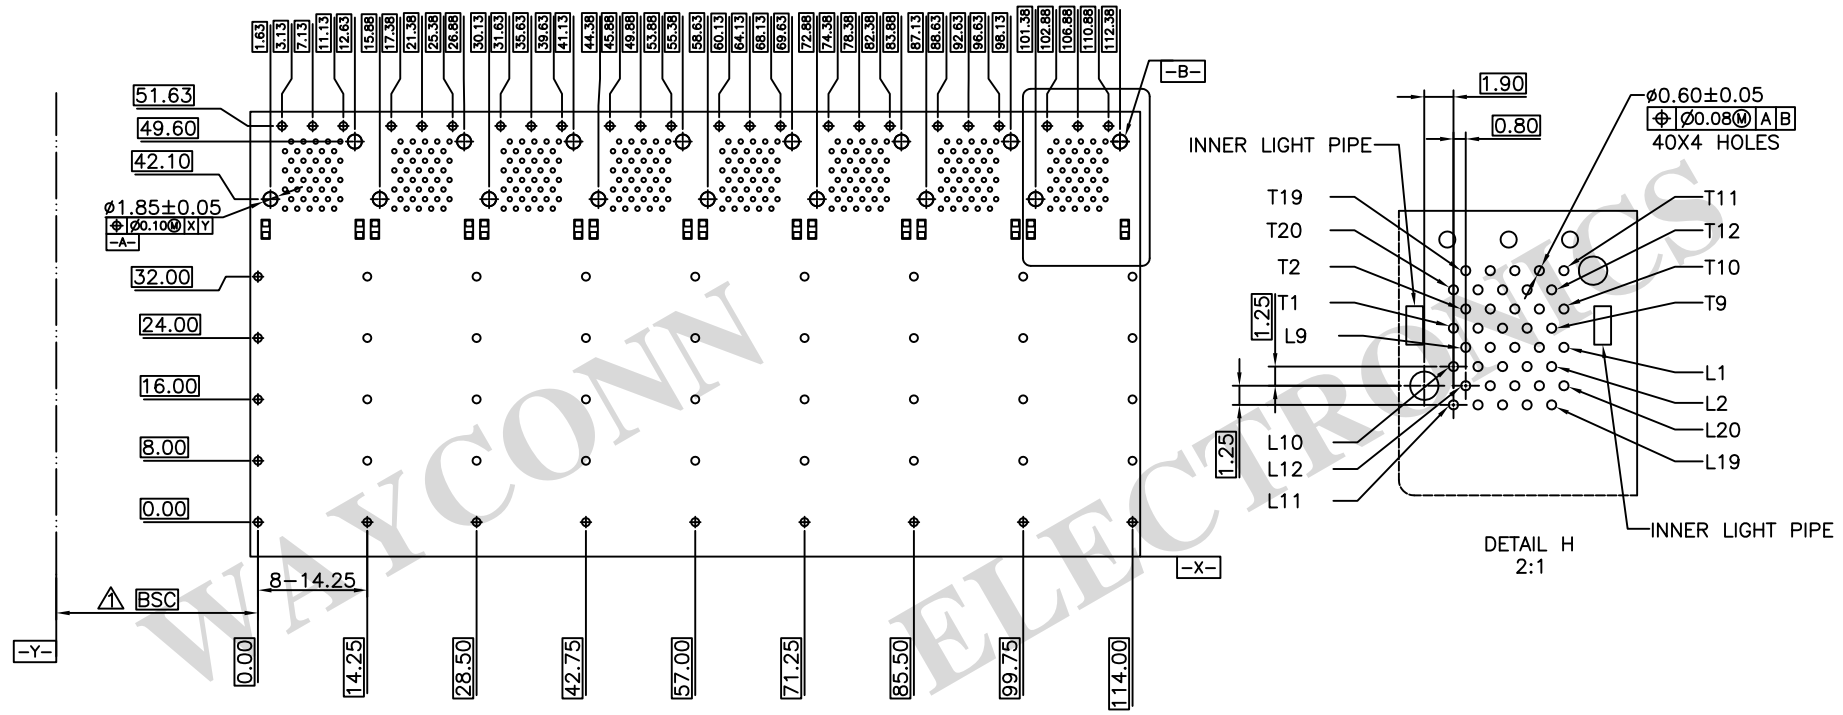 1.63 3.13 7.13 11.13 12.63 15.88 17.38 21.38 25.38 26.88 30.13 31.63 35.63 39.63 41.13 44.38 45.88 49.88 53.88 55.38 58.63 60.13 64.13 68.13 69.63 72.88 74.38 78.38 82.38 83.88 87.13 88.63 92.63 96.63 98.13 101.38 102.88 106.88 110.88 112.38
-B-
51.63
49.60
42.10
ø1.85±0.05
⌖ Ø0.10Ⓜ X Y
-A-
32.00
24.00
16.00
8.00
0.00
8-14.25
1 BSC
-X-
-Y-
0.00 14.25 28.50 42.75 57.00 71.25 85.50 99.75 114.00
1.90
0.80
ø0.60±0.05
⌖ Ø0.08Ⓜ A B
40X4 HOLES
INNER LIGHT PIPE
T19
T20
T2
T1
L9
1.25
1.25
L10
L12
L11
T11
T12
T10
T9
L1
L2
L20
L19
INNER LIGHT PIPE
DETAIL H
2:1
WAYCONN ELECTRONICS